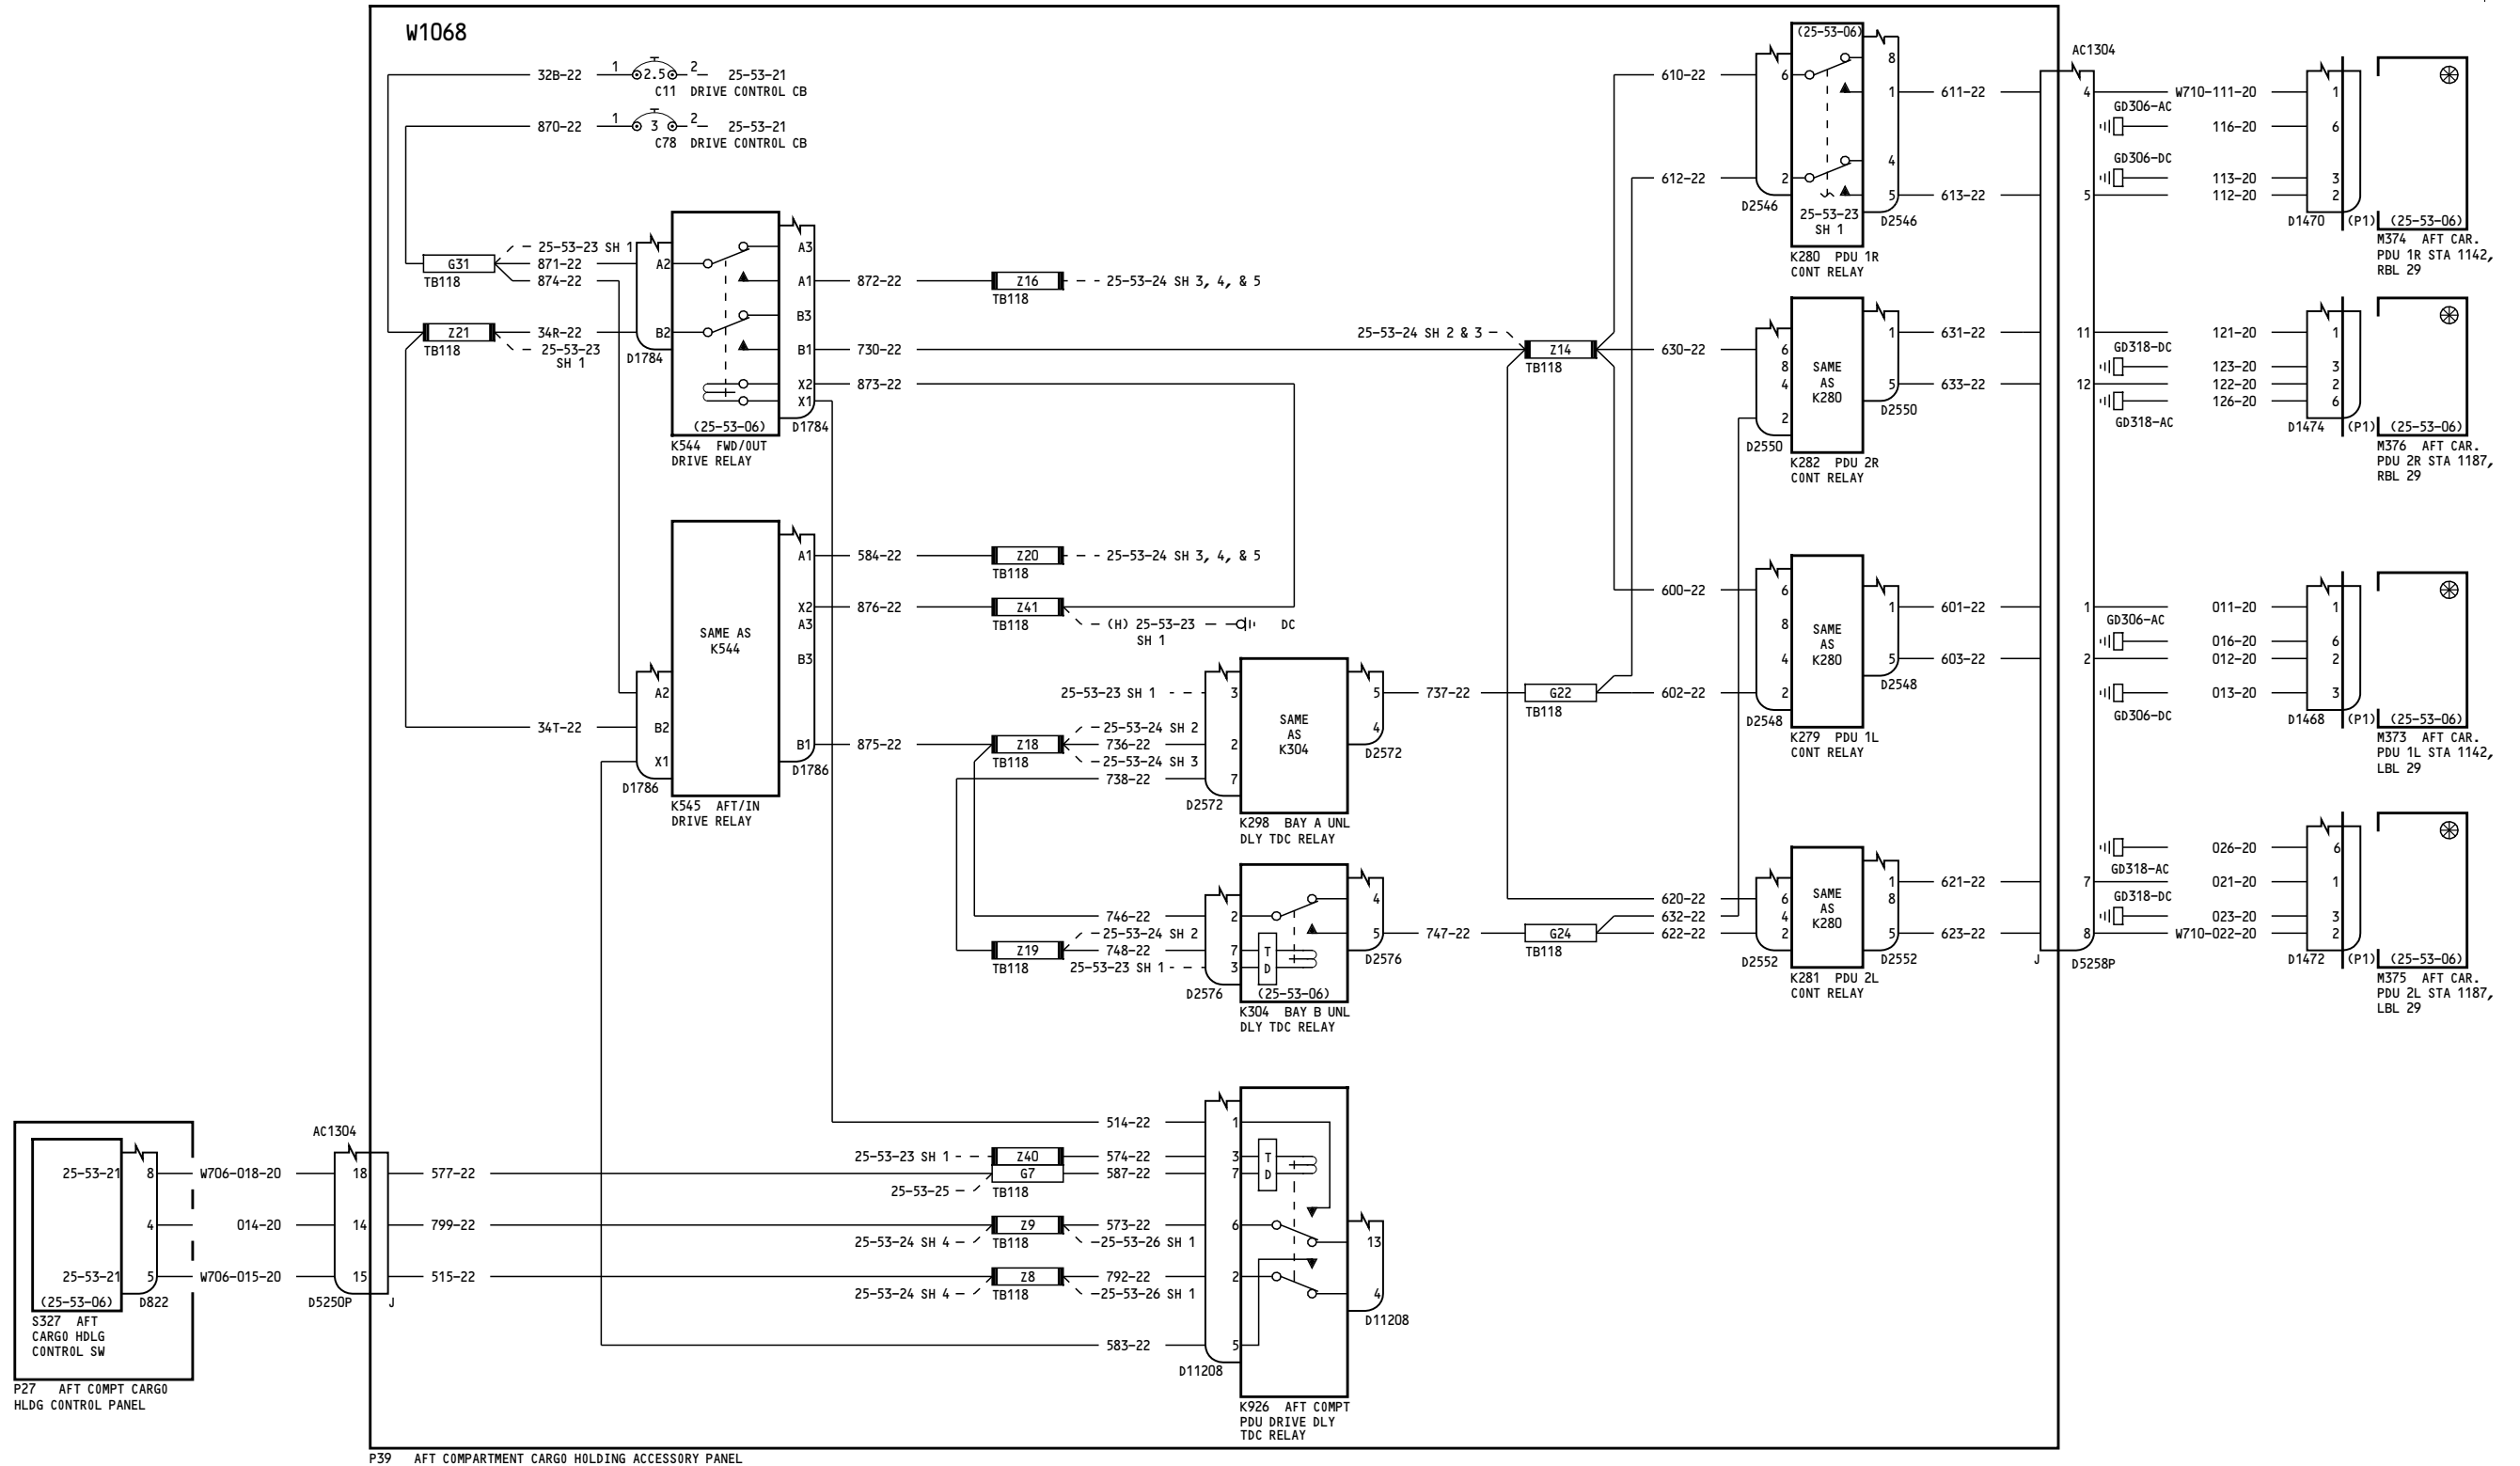 W1068
32B-22
1
2.5
2
25-53-21
C11 DRIVE CONTROL CB
870-22
1
3
2
25-53-21
C78 DRIVE CONTROL CB
G31
TB118
25-53-23 SH 1
871-22
874-22
Z21
TB118
34R-22
25-53-23
SH 1
A2
B2
D1784
A3
A1
B3
B1
X2
X1
D1784
(25-53-06)
K544 FWD/OUT
DRIVE RELAY
872-22
Z16
TB118
25-53-24 SH 3, 4, & 5
730-22
873-22
25-53-24 SH 2 & 3
Z14
TB118
SAME AS
K544
A1
X2
A3
B3
B1
D1786
A2
B2
X1
D1786
34T-22
K545 AFT/IN
DRIVE RELAY
584-22
Z20
TB118
25-53-24 SH 3, 4, & 5
876-22
Z41
TB118
(H) 25-53-23
SH 1
DC
875-22
Z18
TB118
25-53-23 SH 1
25-53-24 SH 2
736-22
25-53-24 SH 3
738-22
3
2
7
D2572
SAME
AS
K304
5
4
D2572
K298 BAY A UNL
DLY TDC RELAY
737-22
G22
TB118
746-22
Z19
TB118
25-53-24 SH 2
748-22
25-53-23 SH 1
2
7
3
D2576
T
D
(25-53-06)
4
5
D2576
K304 BAY B UNL
DLY TDC RELAY
747-22
G24
TB118
610-22
612-22
630-22
600-22
602-22
620-22
632-22
622-22
6
2
D2546
(25-53-06)
25-53-23
SH 1
8
1
4
5
D2546
K280 PDU 1R
CONT RELAY
611-22
613-22
6
8
4
2
D2550
SAME
AS
K280
1
5
D2550
K282 PDU 2R
CONT RELAY
631-22
633-22
6
8
4
2
D2548
SAME
AS
K280
1
5
D2548
K279 PDU 1L
CONT RELAY
601-22
603-22
6
4
2
D2552
SAME
AS
K280
1
8
5
D2552
K281 PDU 2L
CONT RELAY
621-22
623-22
AC1304
4
5
11
12
1
2
7
8
J
D5258P
W710-111-20
GD306-AC
116-20
GD306-DC
113-20
112-20
1
6
3
2
D1470
(P1)
(25-53-06)
M374 AFT CAR.
PDU 1R STA 1142,
RBL 29
121-20
GD318-DC
123-20
122-20
126-20
GD318-AC
1
3
2
6
D1474
(P1)
(25-53-06)
M376 AFT CAR.
PDU 2R STA 1187,
RBL 29
011-20
GD306-AC
016-20
012-20
013-20
GD306-DC
1
6
2
3
D1468
(P1)
(25-53-06)
M373 AFT CAR.
PDU 1L STA 1142,
LBL 29
026-20
GD318-AC
021-20
GD318-DC
023-20
W710-022-20
6
1
3
2
D1472
(P1)
(25-53-06)
M375 AFT CAR.
PDU 2L STA 1187,
LBL 29
25-53-21
8
4
25-53-21
5
(25-53-06)
D822
S327 AFT
CARGO HDLG
CONTROL SW
P27 AFT COMPT CARGO
HLDG CONTROL PANEL
W706-018-20
014-20
W706-015-20
AC1304
18
14
15
D5250P
J
577-22
799-22
515-22
25-53-23 SH 1
Z40
G7
TB118
25-53-25
514-22
574-22
587-22
25-53-24 SH 4
Z9
TB118
573-22
25-53-26 SH 1
25-53-24 SH 4
Z8
TB118
792-22
25-53-26 SH 1
583-22
1
3
7
6
2
5
D11208
T
D
13
4
D11208
K926 AFT COMPT
PDU DRIVE DLY
TDC RELAY
P39 AFT COMPARTMENT CARGO HOLDING ACCESSORY PANEL